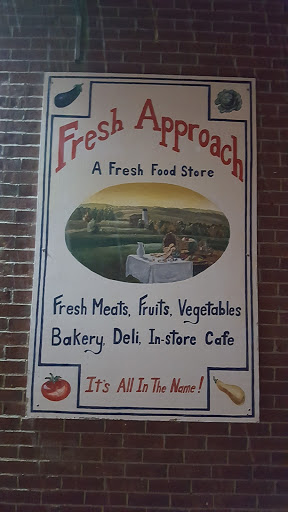 Fresh Approach
A Fresh Food Store
Fresh Meats, Fruits, Vegetables
Bakery, Deli, In-store Cafe
It's All In The Name!